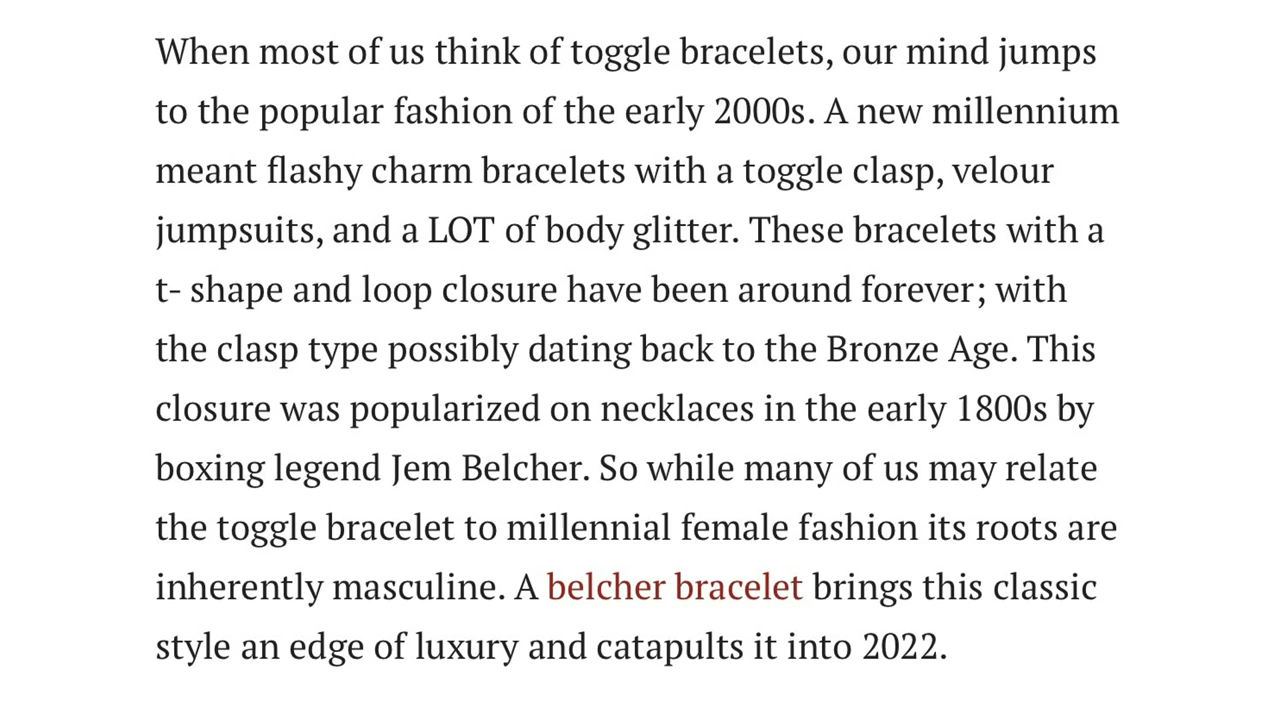 When most of us think of toggle bracelets, our mind jumps
to the popular fashion of the early 2000s. A new millennium
meant flashy charm bracelets with a toggle clasp, velour
jumpsuits, and a LOT of body glitter. These bracelets with a
t- shape and loop closure have been around forever; with
the clasp type possibly dating back to the Bronze Age. This
closure was popularized on necklaces in the early 1800s by
boxing legend Jem Belcher. So while many of us may relate
the toggle bracelet to millennial female fashion its roots are
inherently masculine. A belcher bracelet brings this classic
style an edge of luxury and catapults it into 2022.